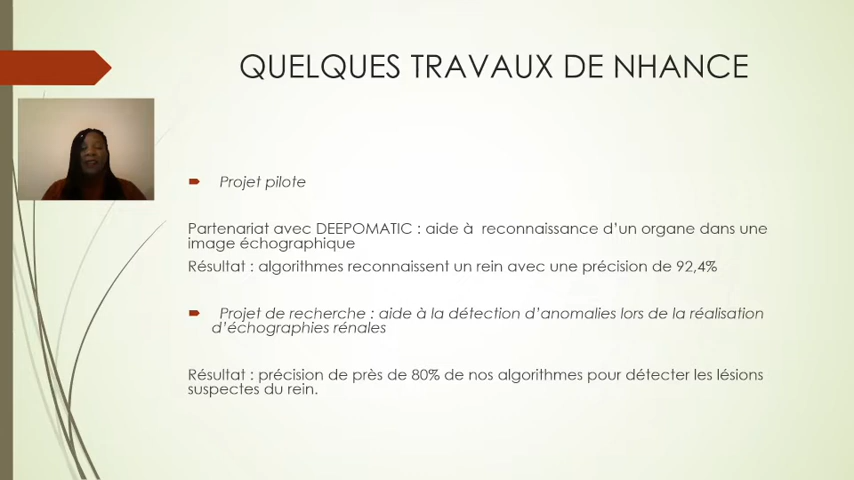 QUELQUES TRAVAUX DE NHANCE
Projet pilote
Partenariat avec DEEPOMATIC : aide à reconnaissance d’un organe dans une
image échographique
Résultat : algorithmes reconnaissent un rein avec une précision de 92,4%
Projet de recherche : aide à la détection d’anomalies lors de la réalisation
d’échographies rénales
Résultat : précision de près de 80% de nos algorithmes pour détecter les lésions
suspectes du rein.